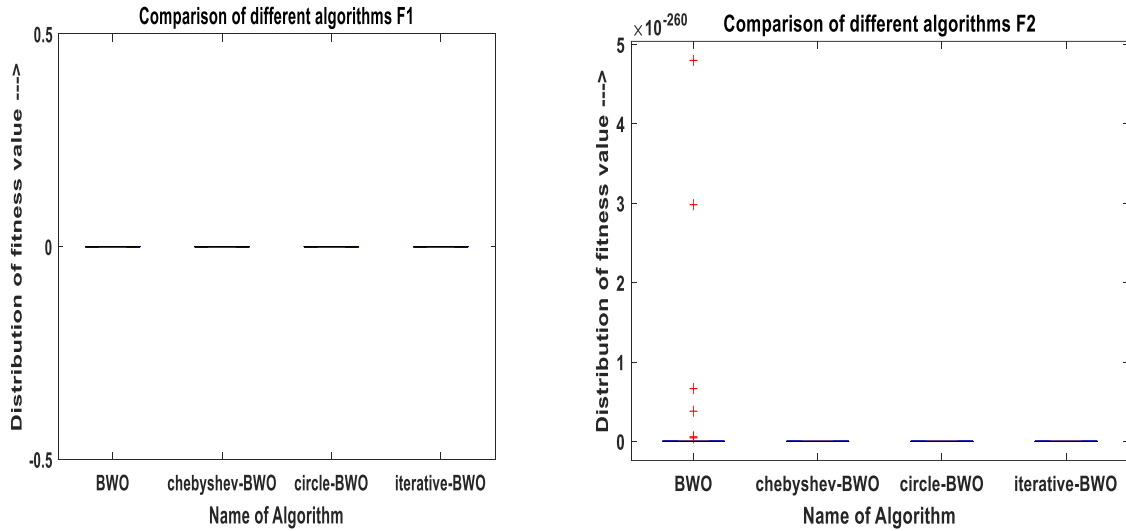 Comparison of different algorithms F1
Distribution of fitness value --->
0.5
0
-0.5
BWO chebyshev-BWO circle-BWO iterative-BWO
Name of Algorithm
×10^-260
Comparison of different algorithms F2
Distribution of fitness value --->
5
4
3
2
1
0
BWO chebyshev-BWO circle-BWO iterative-BWO
Name of Algorithm